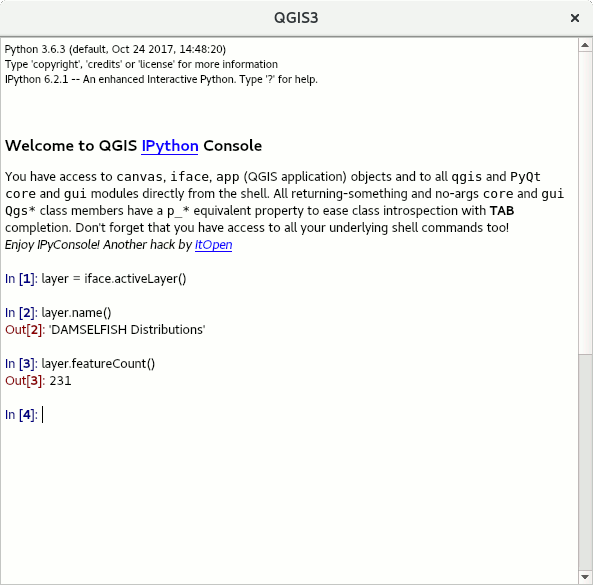 QGIS3
Python 3.6.3 (default, Oct 24 2017, 14:48:20)
Type 'copyright', 'credits' or 'license' for more information
IPython 6.2.1 -- An enhanced Interactive Python. Type '?' for help.
Welcome to QGIS IPython Console
You have access to canvas, iface, app (QGIS application) objects and to all qgis and PyQt
core and gui modules directly from the shell. All returning-something and no-args core and gui
Qgs* class members have a p_* equivalent property to ease class introspection with TAB
completion. Don't forget that you have access to all your underlying shell commands too!
Enjoy IPyConsole! Another hack by ItOpen
In [1]: layer = iface.activeLayer()
In [2]: layer.name()
Out[2]: 'DAMSELFISH Distributions'
In [3]: layer.featureCount()
Out[3]: 231
In [4]: